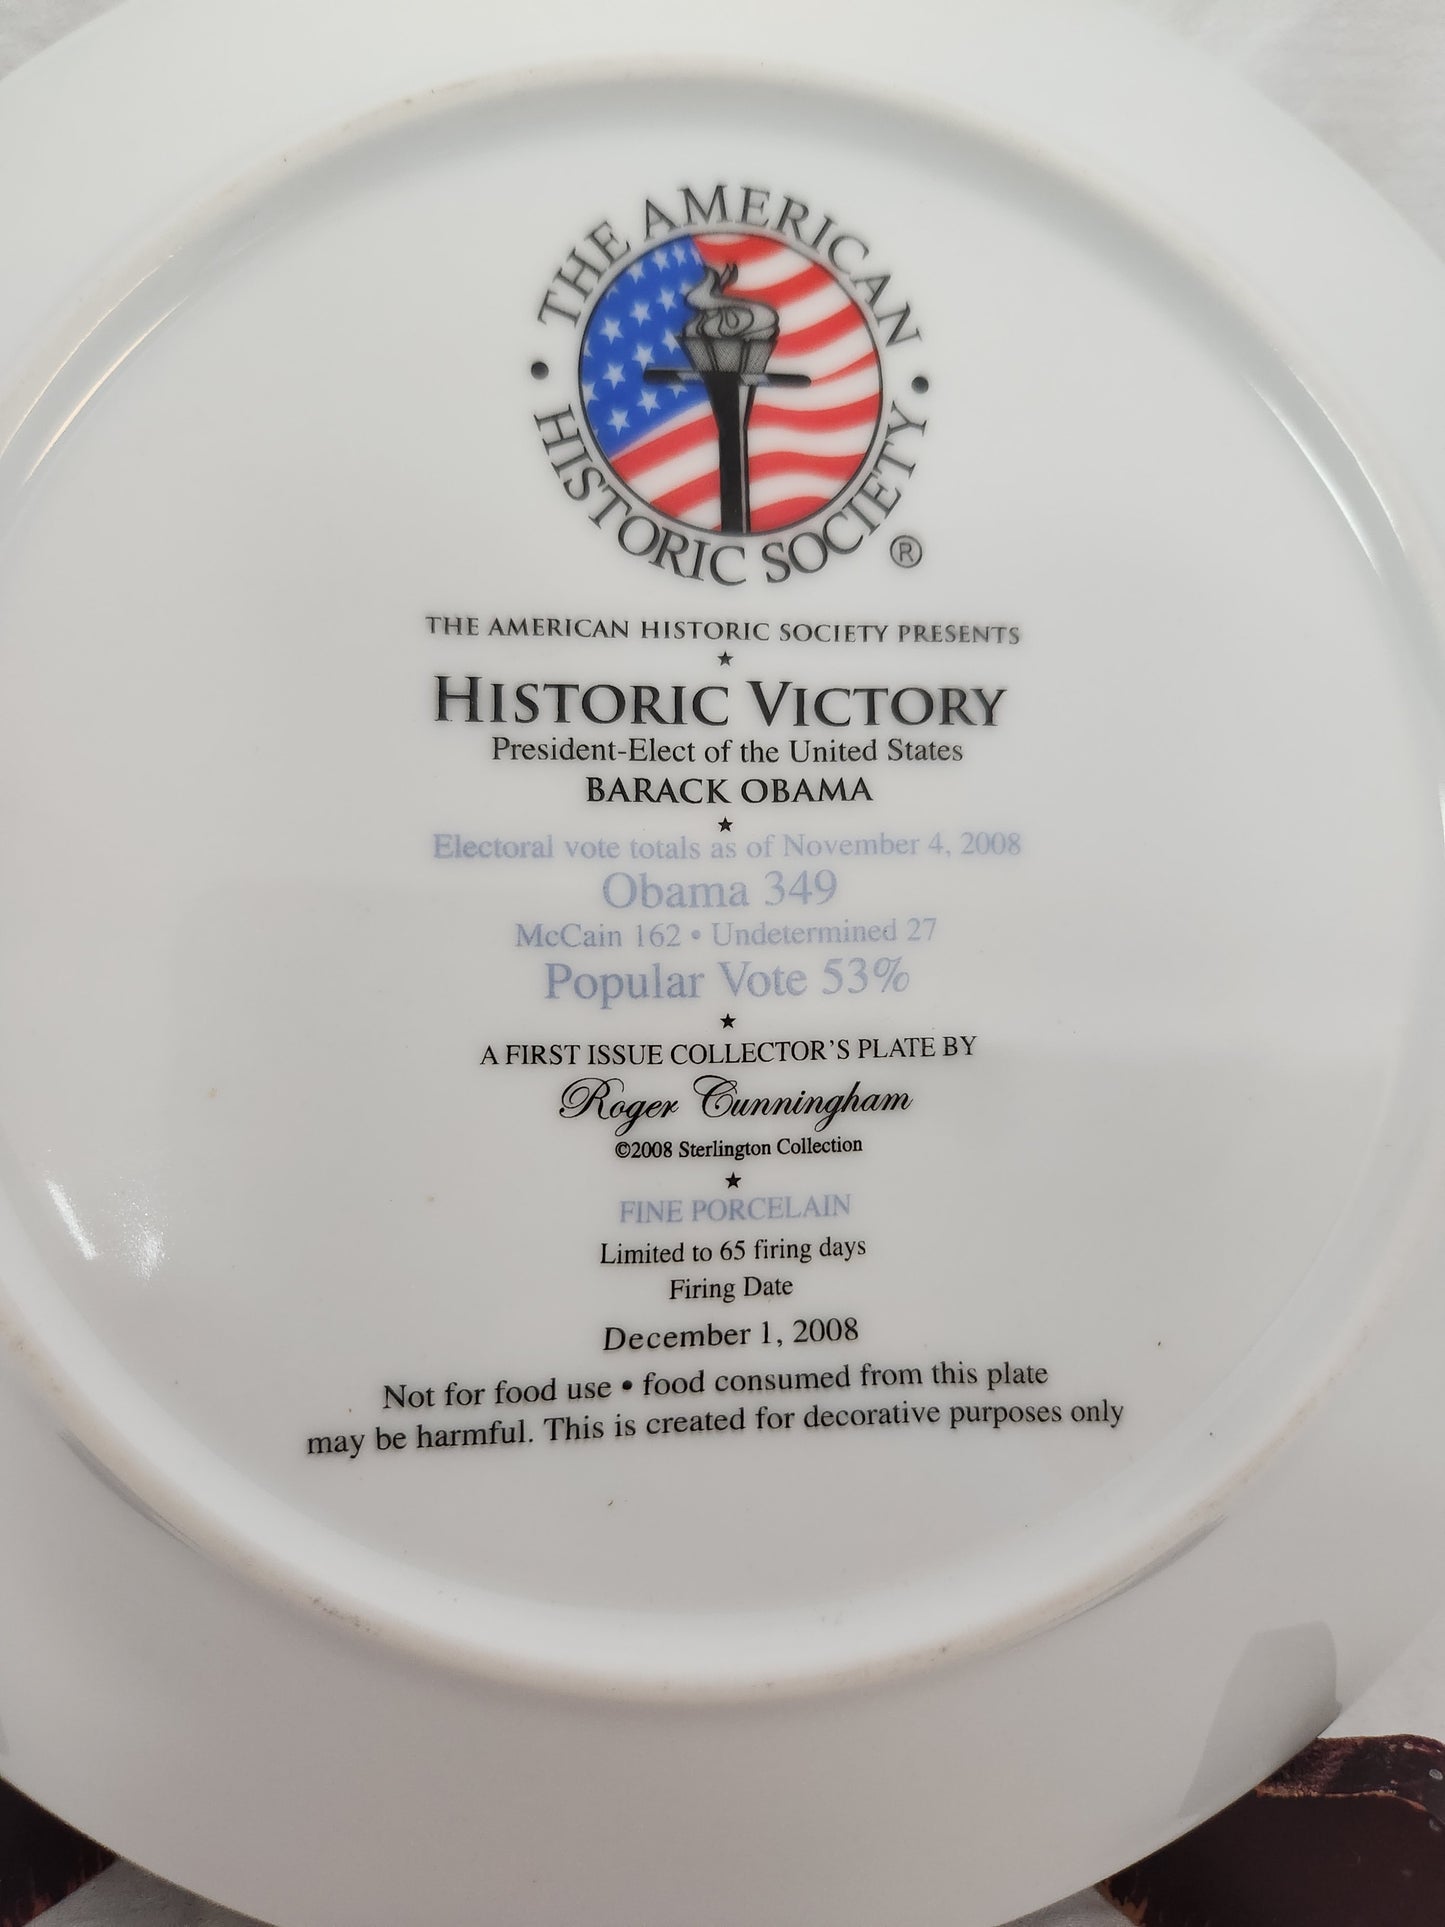 THE AMERICAN
HISTORIC SOCIETY ®
THE AMERICAN HISTORIC SOCIETY PRESENTS
HISTORIC VICTORY
President-Elect of the United States
BARACK OBAMA
Electoral vote totals as of November 4, 2008
Obama 349
McCain 162 • Undetermined 27
Popular Vote 53%
A FIRST ISSUE COLLECTOR'S PLATE BY
Roger Cunningham
©2008 Sterlington Collection
FINE PORCELAIN
Limited to 65 firing days
Firing Date
December 1, 2008
Not for food use • food consumed from this plate
may be harmful. This is created for decorative purposes only